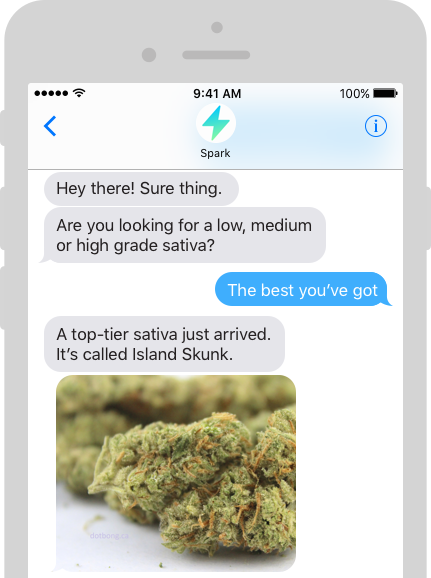 9:41 AM
100%
Spark
Hey there! Sure thing.
Are you looking for a low, medium
or high grade sativa?
The best you’ve got
A top-tier sativa just arrived.
It’s called Island Skunk.